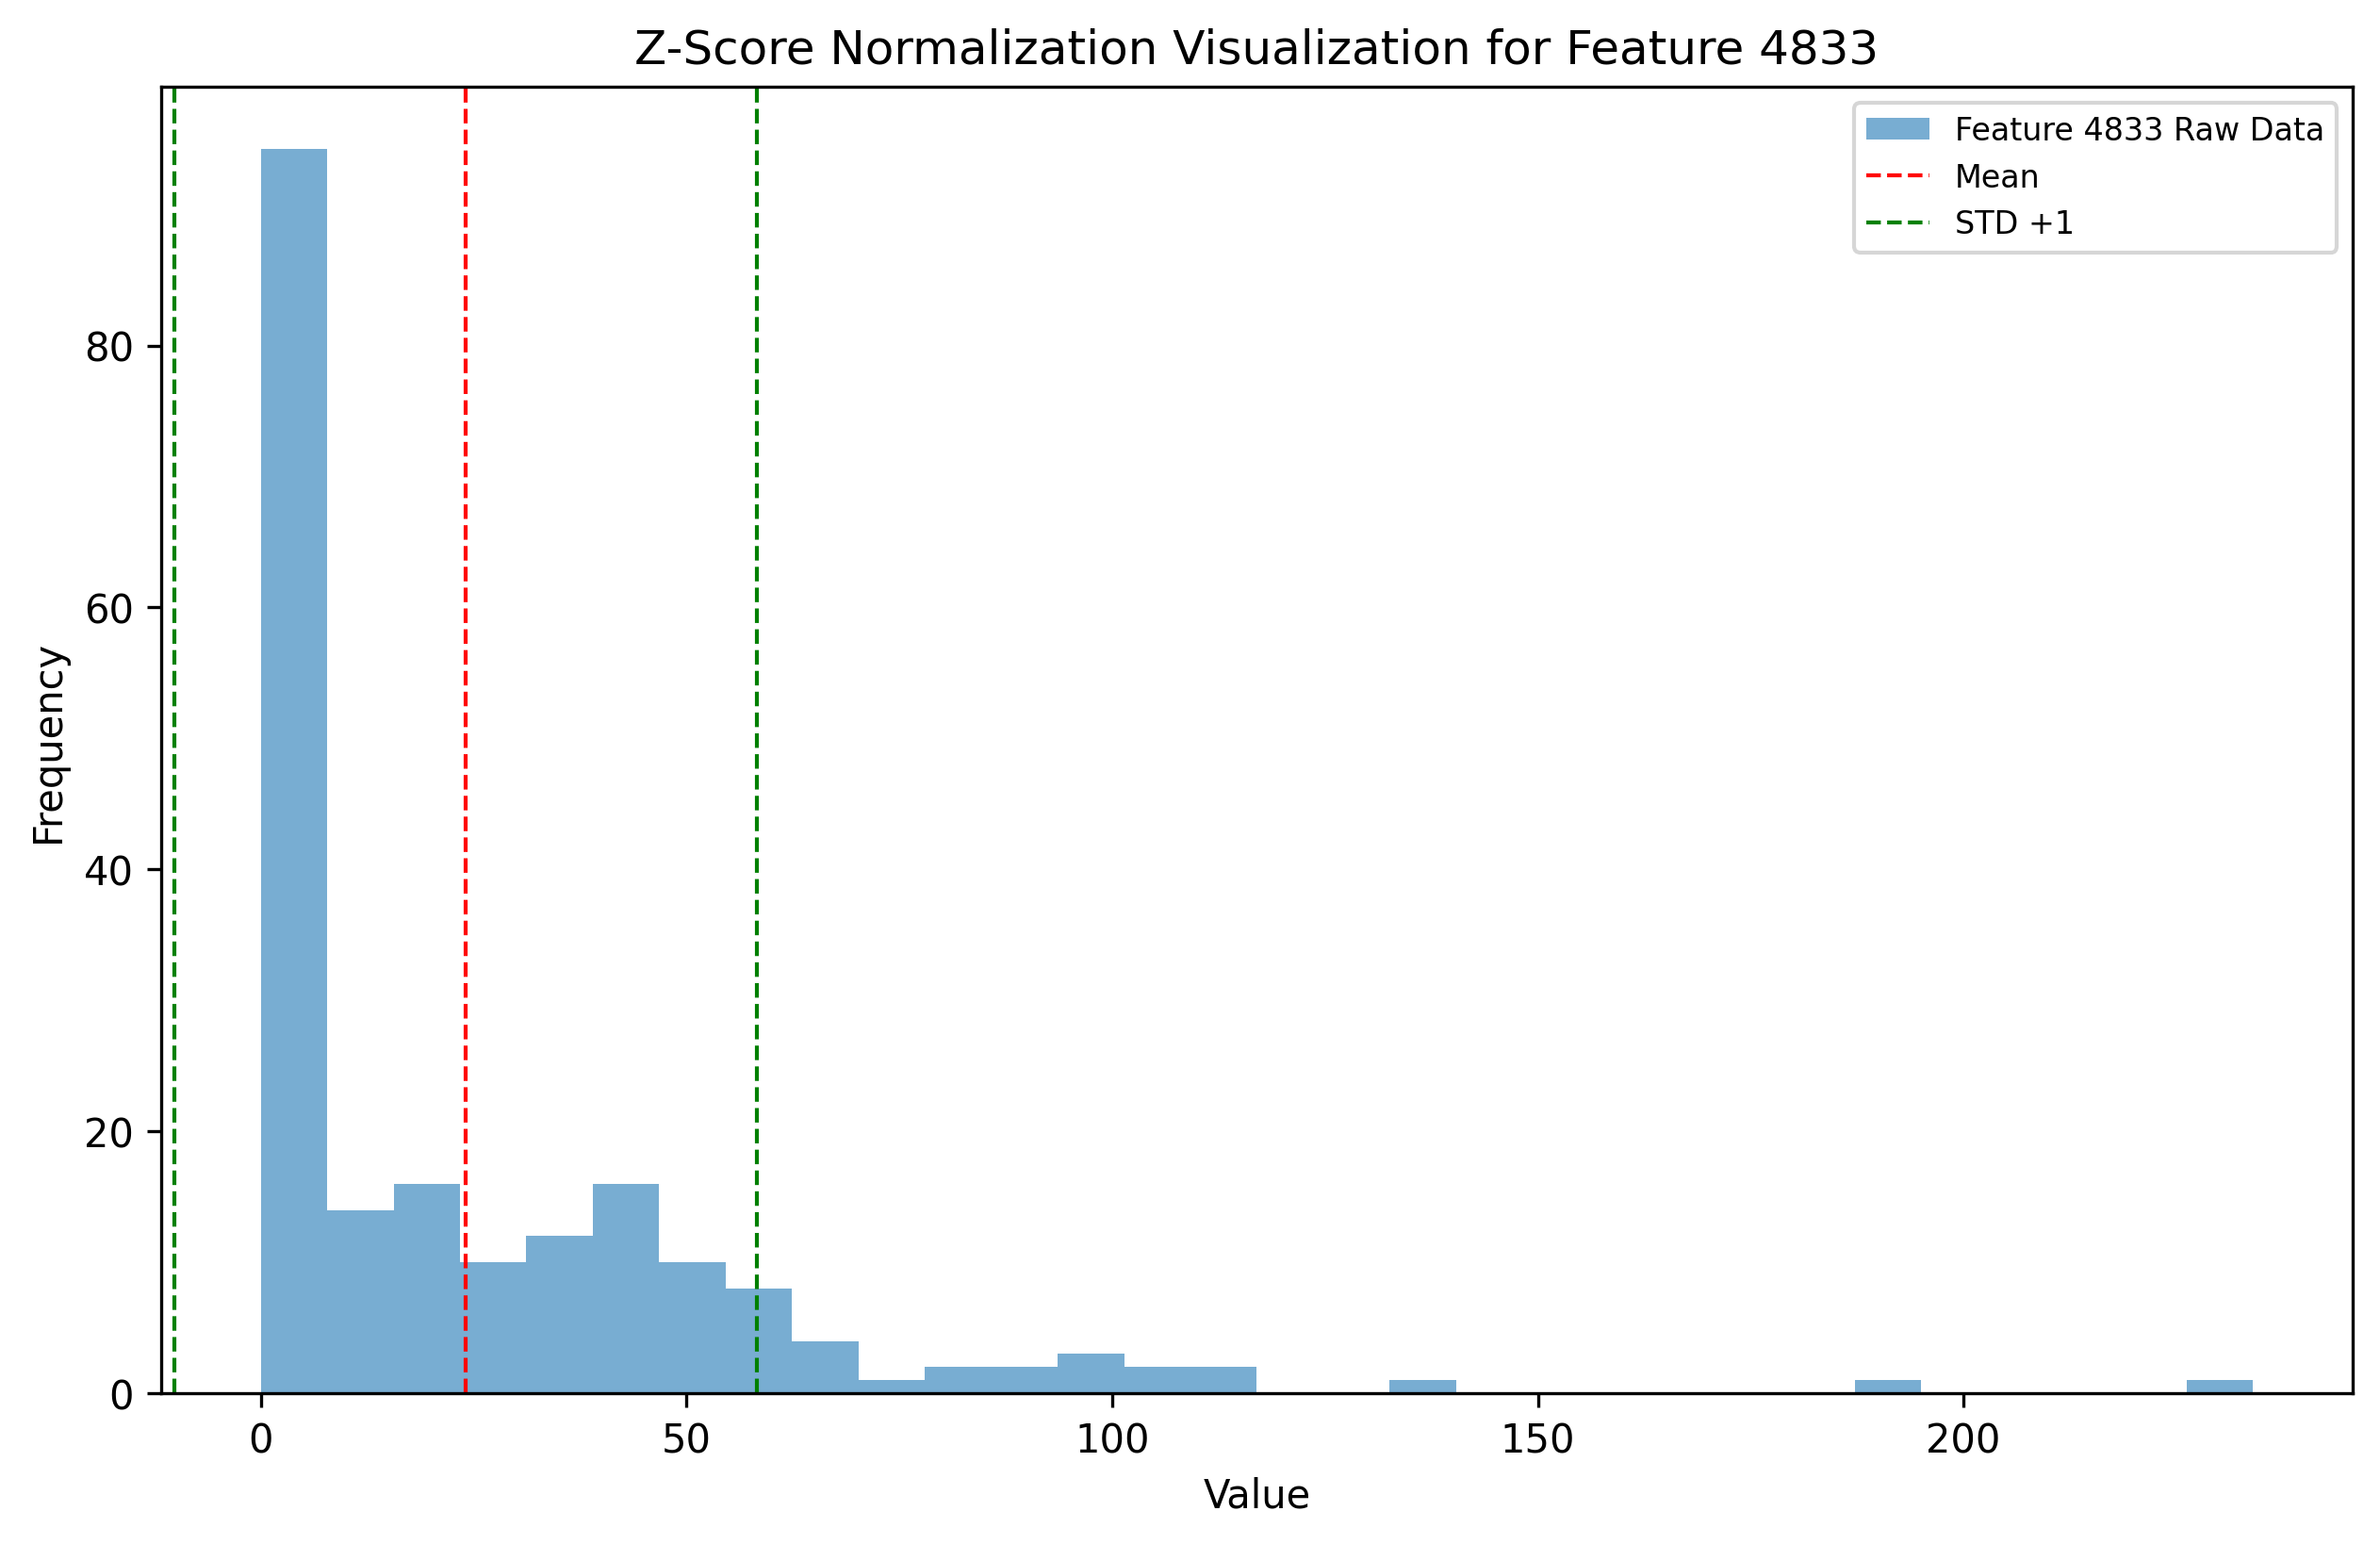 Z-Score Normalization Visualization for Feature 4833
Feature 4833 Raw Data
Mean
STD +1
Frequency
80
60
40
20
0
0 50 100 150 200
Value